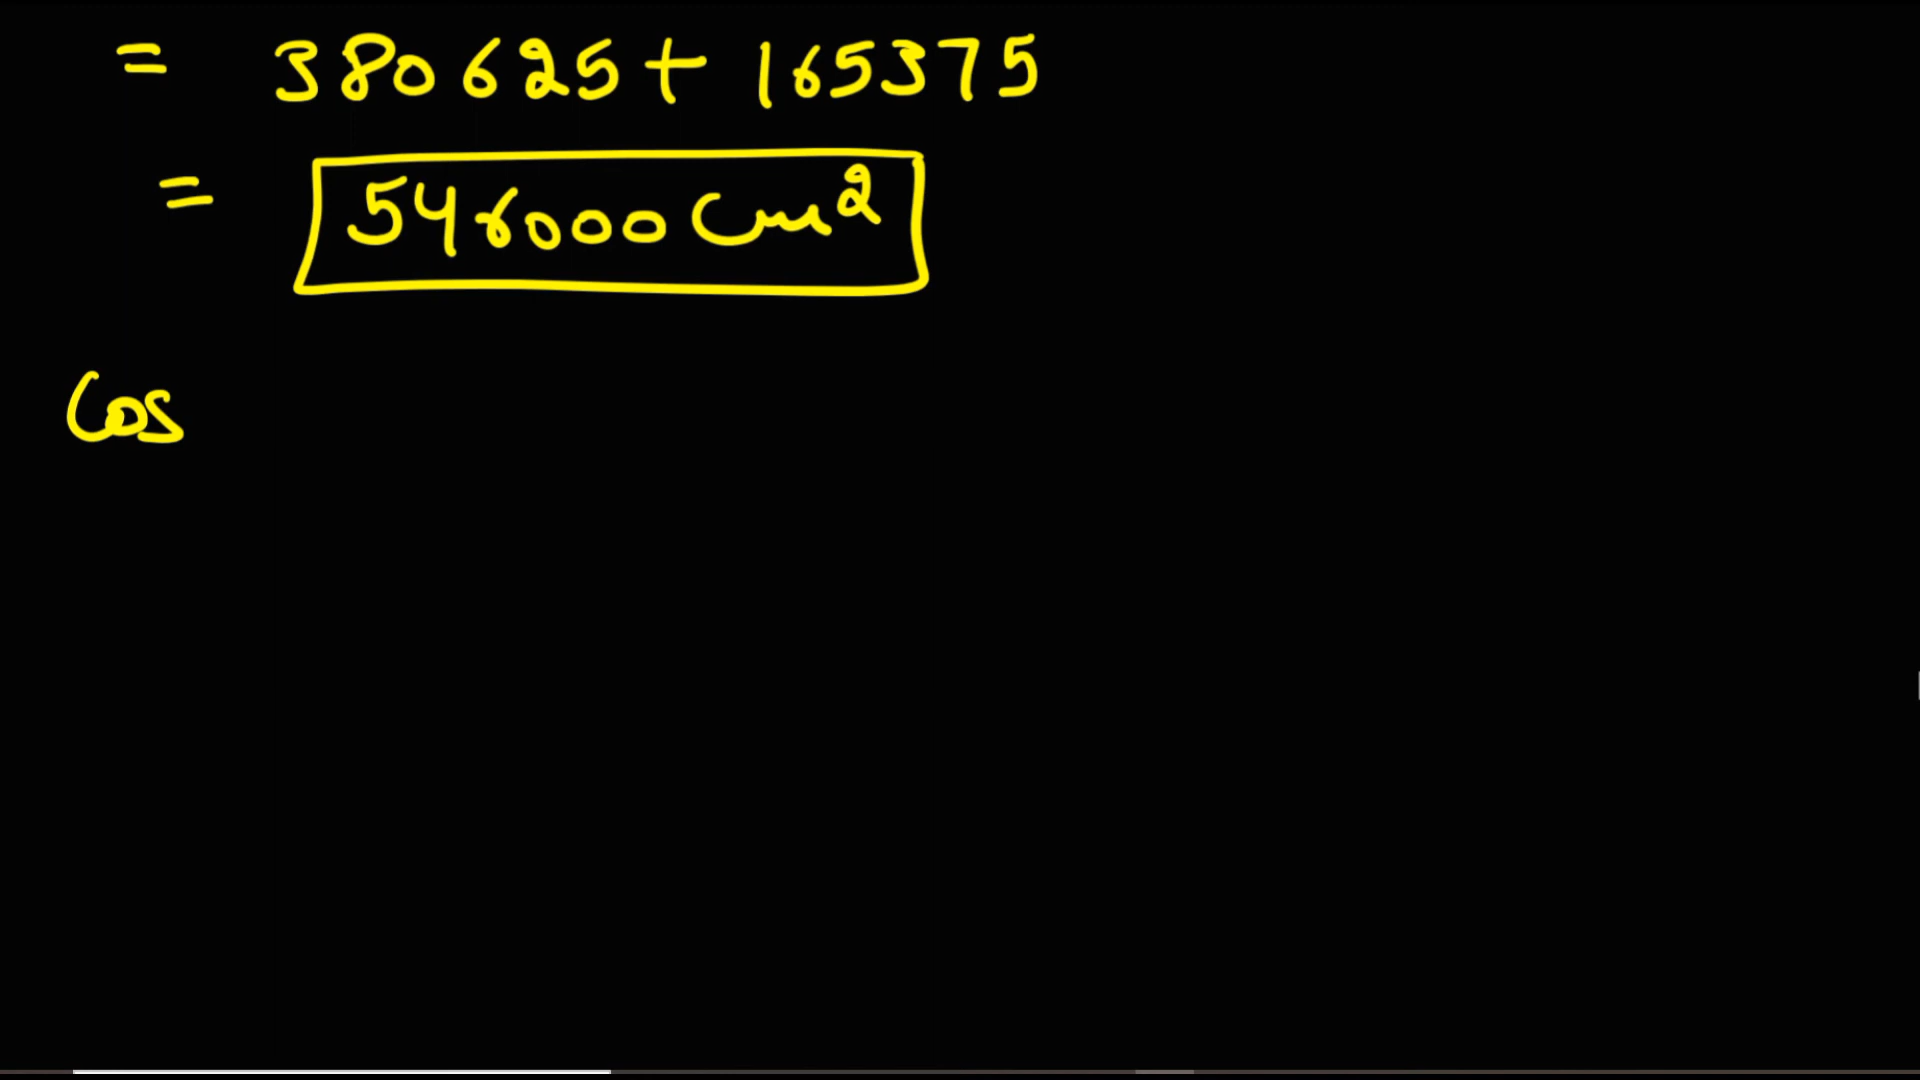 = 380625 + 165375
= 546000 cm²
Cos